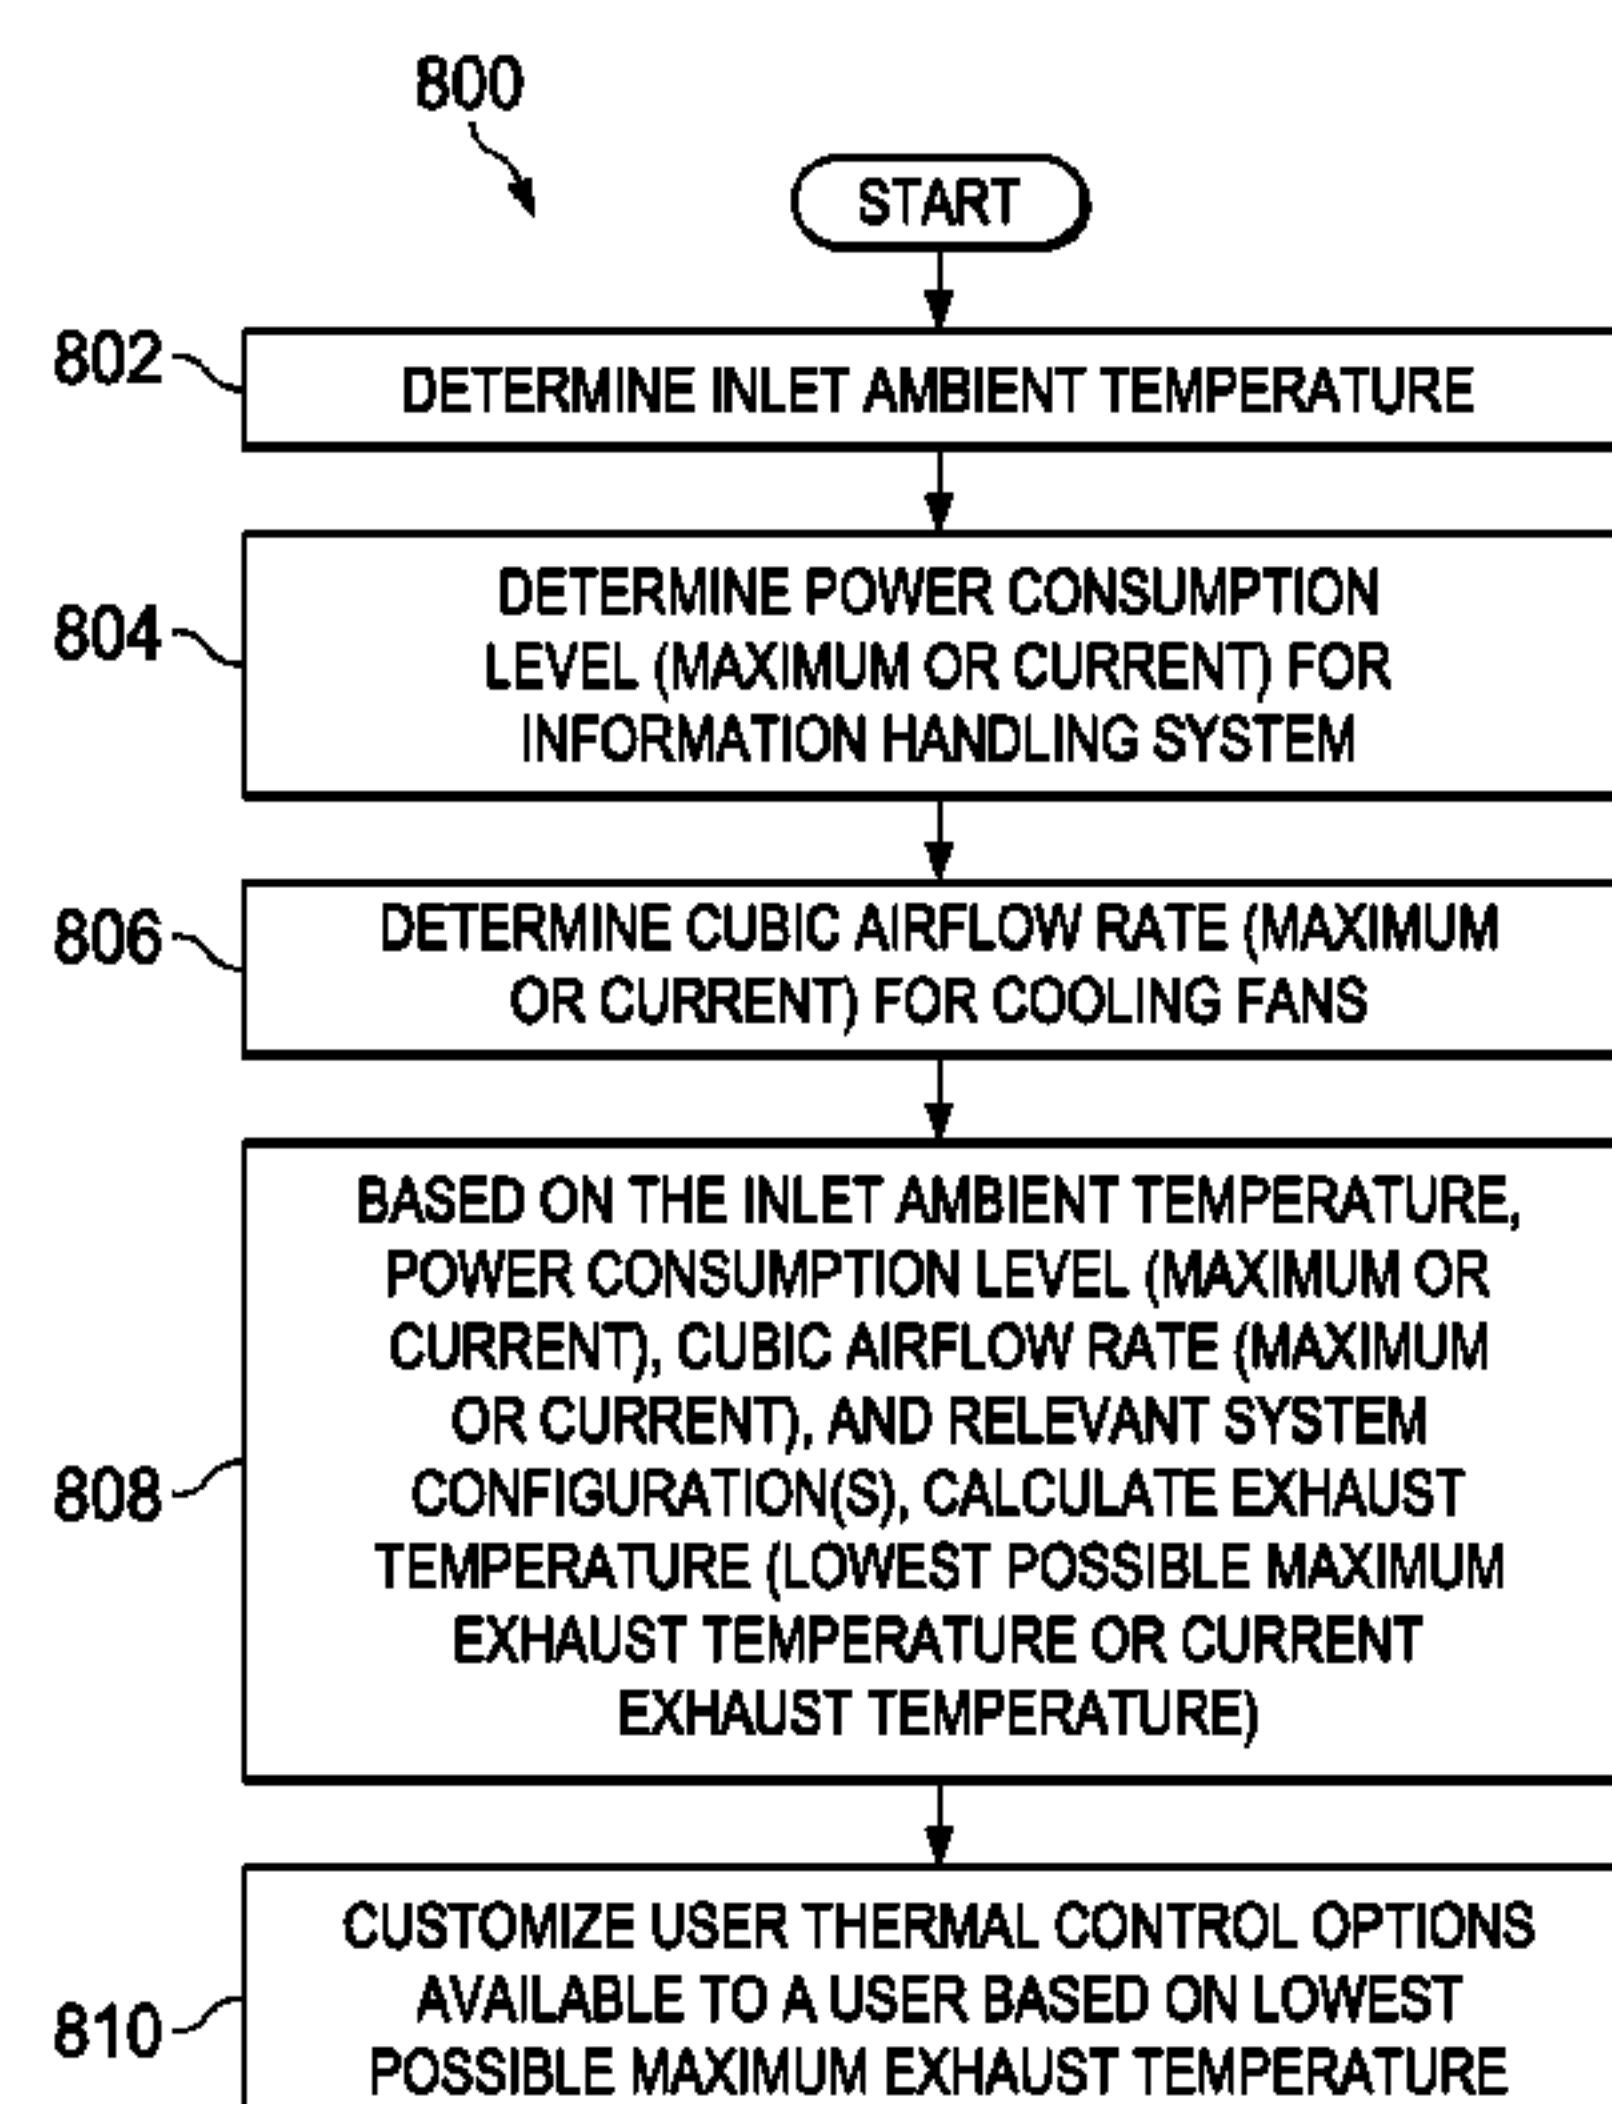 800
START
802
DETERMINE INLET AMBIENT TEMPERATURE
804
DETERMINE POWER CONSUMPTION
LEVEL (MAXIMUM OR CURRENT) FOR
INFORMATION HANDLING SYSTEM
806
DETERMINE CUBIC AIRFLOW RATE (MAXIMUM
OR CURRENT) FOR COOLING FANS
808
BASED ON THE INLET AMBIENT TEMPERATURE,
POWER CONSUMPTION LEVEL (MAXIMUM OR
CURRENT), CUBIC AIRFLOW RATE (MAXIMUM
OR CURRENT), AND RELEVANT SYSTEM
CONFIGURATION(S), CALCULATE EXHAUST
TEMPERATURE (LOWEST POSSIBLE MAXIMUM
EXHAUST TEMPERATURE OR CURRENT
EXHAUST TEMPERATURE)
810
CUSTOMIZE USER THERMAL CONTROL OPTIONS
AVAILABLE TO A USER BASED ON LOWEST
POSSIBLE MAXIMUM EXHAUST TEMPERATURE